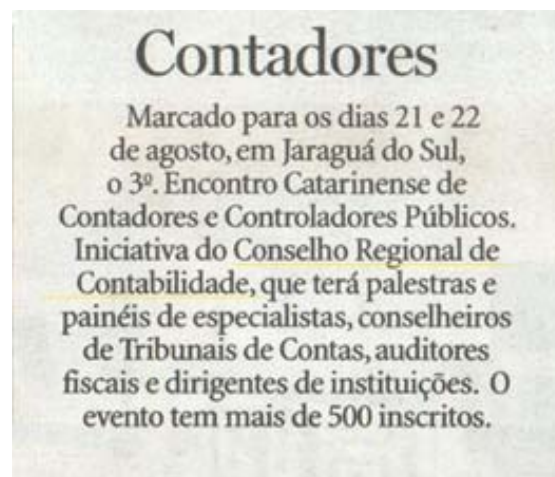 Contadores
Marcado para os dias 21 e 22
de agosto, em Jaraguá do Sul,
o 3º. Encontro Catarinense de
Contadores e Controladores Públicos.
Iniciativa do Conselho Regional de
Contabilidade, que terá palestras e
painéis de especialistas, conselheiros
de Tribunais de Contas, auditores
fiscais e dirigentes de instituições. O
evento tem mais de 500 inscritos.